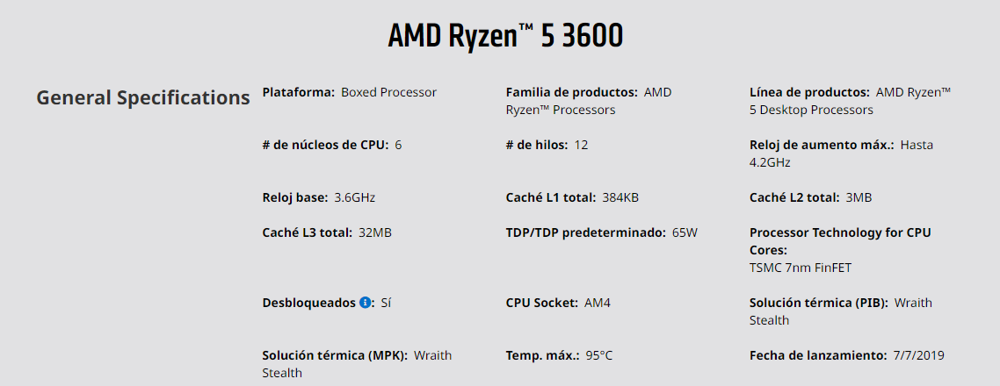 AMD Ryzen™ 5 3600
General Specifications
Plataforma: Boxed Processor
Familia de productos: AMD
Ryzen™ Processors
Línea de productos: AMD Ryzen™
5 Desktop Processors
# de núcleos de CPU: 6
# de hilos: 12
Reloj de aumento máx.: Hasta
4.2GHz
Reloj base: 3.6GHz
Caché L1 total: 384KB
Caché L2 total: 3MB
Caché L3 total: 32MB
TDP/TDP predeterminado: 65W
Processor Technology for CPU
Cores:
TSMC 7nm FinFET
Desbloqueados i: Sí
CPU Socket: AM4
Solución térmica (PIB): Wraith
Stealth
Solución térmica (MPK): Wraith
Stealth
Temp. máx.: 95°C
Fecha de lanzamiento: 7/7/2019